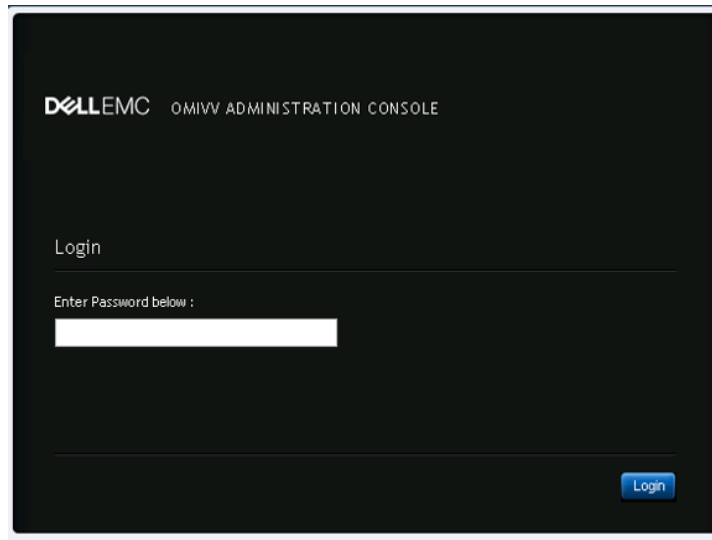 DELLEMC OMIVV ADMINISTRATION CONSOLE
Login
Enter Password below :
Login